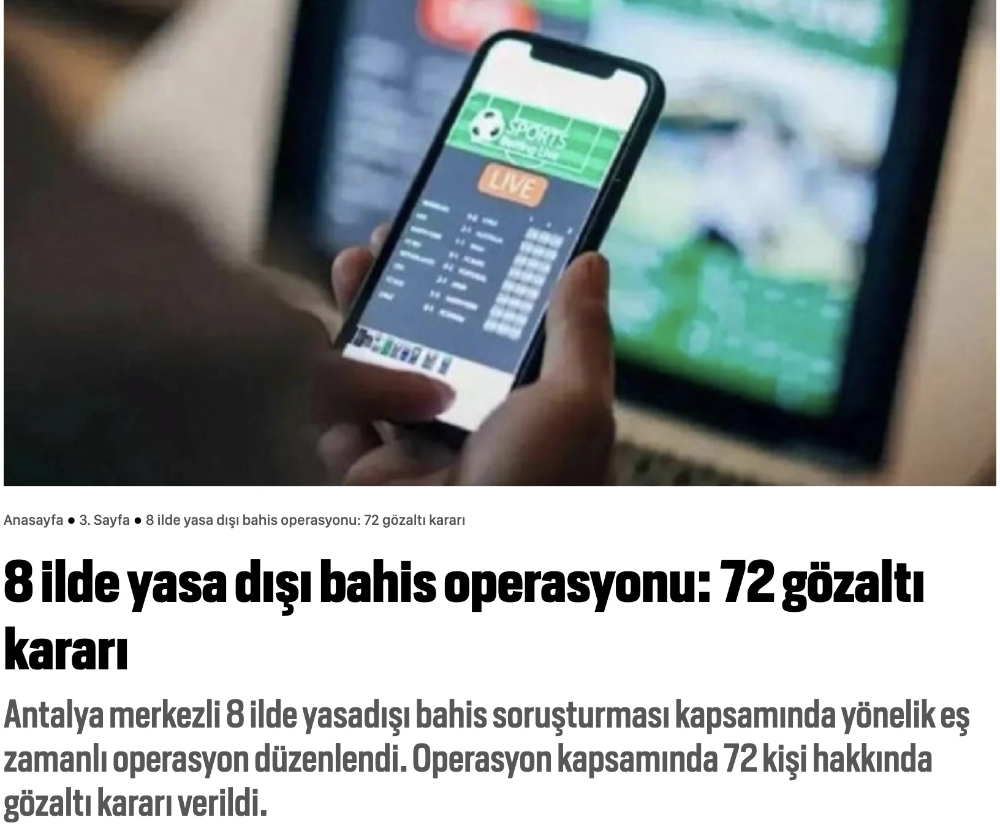 SPORTS
Betting Live
LIVE
Anasayfa ● 3. Sayfa ● 8 ilde yasa dışı bahis operasyonu: 72 gözaltı kararı
8 ilde yasa dışı bahis operasyonu: 72 gözaltı
kararı
Antalya merkezli 8 ilde yasadışı bahis soruşturması kapsamında yönelik eş
zamanlı operasyon düzenlendi. Operasyon kapsamında 72 kişi hakkında
gözaltı kararı verildi.